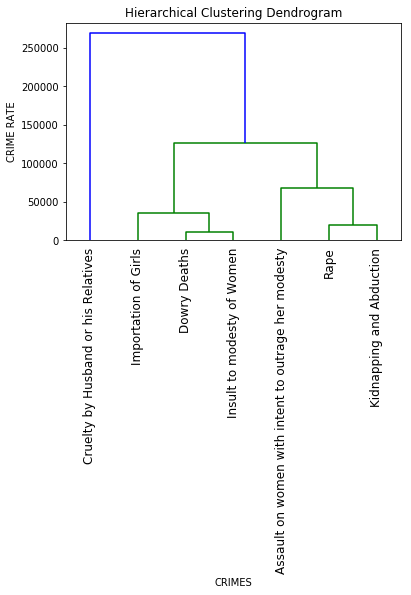 Hierarchical Clustering Dendrogram
250000
200000
150000
100000
50000
0
CRIME RATE
Cruelty by Husband or his Relatives
Importation of Girls
Dowry Deaths
Insult to modesty of Women
Assault on women with intent to outrage her modesty
Rape
Kidnapping and Abduction
CRIMES